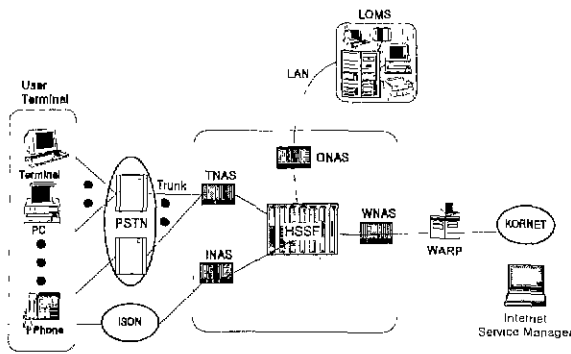 LOMS
LAN
User
Terminal
Terminal
PC
PSTN
Trunk
TNAS
ONAS
HSSF
WNAS
WARP
KORNET
INAS
Phone
ISDN
Internet
Service Manager